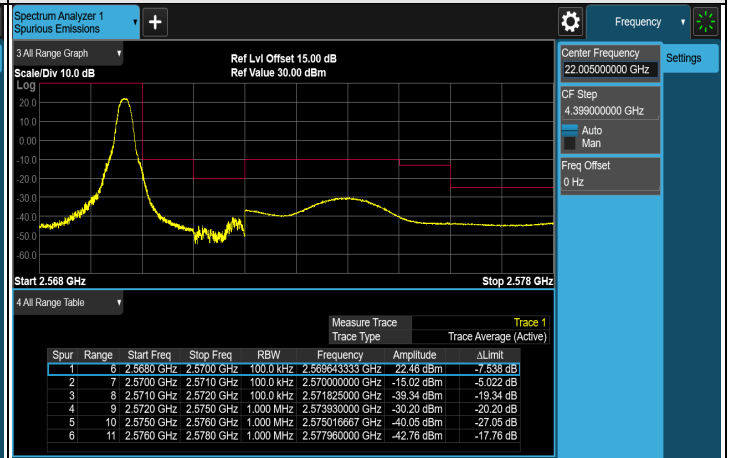 Spectrum Analyzer 1
Spurious Emissions
+
Frequency
3 All Range Graph
Ref Lvl Offset 15.00 dB
Scale/Div 10.0 dB
Ref Value 30.00 dBm
Log
20.0
10.0
0.00
-10.0
-20.0
-30.0
-40.0
-50.0
-60.0
Start 2.568 GHz
Stop 2.578 GHz
Center Frequency
22.005000000 GHz
Settings
CF Step
4.399000000 GHz
Auto
Man
Freq Offset
0 Hz
4 All Range Table
Measure Trace Trace 1
Trace Type Trace Average (Active)
Spur Range Start Freq Stop Freq RBW Frequency Amplitude ΔLimit
1 6 2.5680 GHz 2.5700 GHz 100.0 kHz 2.569643333 GHz 22.46 dBm -7.538 dB
2 7 2.5700 GHz 2.5710 GHz 100.0 kHz 2.570000000 GHz -15.02 dBm -5.022 dB
3 8 2.5710 GHz 2.5720 GHz 100.0 kHz 2.571825000 GHz -39.34 dBm -19.34 dB
4 9 2.5720 GHz 2.5750 GHz 1.000 MHz 2.573930000 GHz -30.20 dBm -20.20 dB
5 10 2.5750 GHz 2.5760 GHz 1.000 MHz 2.575016667 GHz -40.05 dBm -27.05 dB
6 11 2.5760 GHz 2.5780 GHz 1.000 MHz 2.577960000 GHz -42.76 dBm -17.76 dB